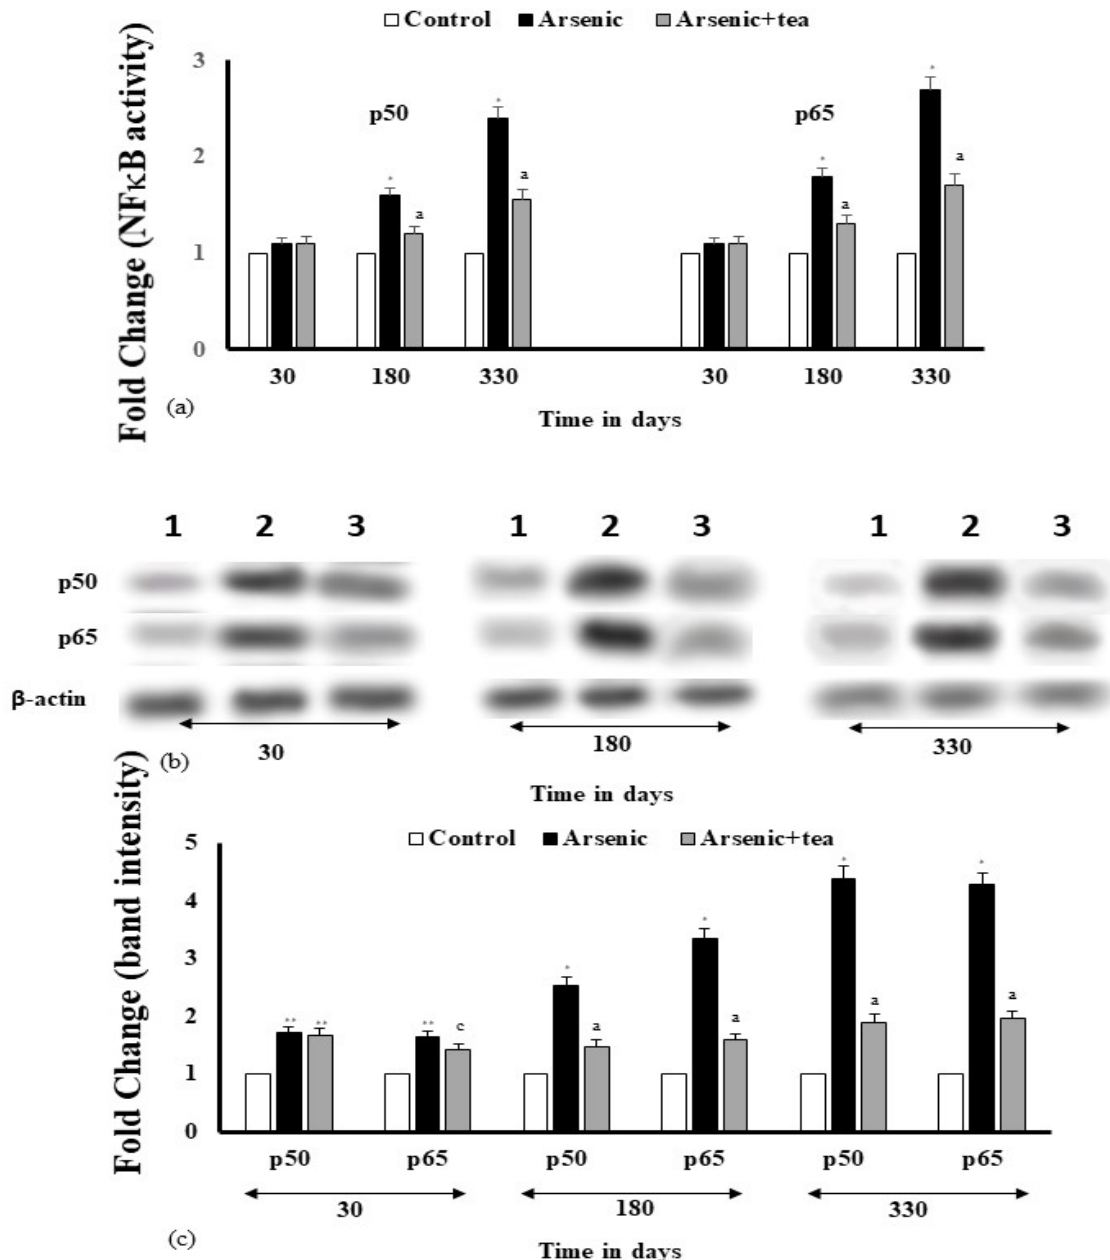 Control Arsenic Arsenic+tea
Fold Change (NFκB activity)
3
2
1
0
p50 p65
* * * *
a a a a
30 180 330 30 180 330
(a)
Time in days
1 2 3 1 2 3 1 2 3
p50
p65
β-actin
30 180 330
(b)
Time in days
Fold Change (band intensity)
Control Arsenic Arsenic+tea
5
4
3
2
1
0
** ** ** c * a * a * a * a
p50 p65 p50 p65 p50 p65
30 180 330
(c)
Time in days